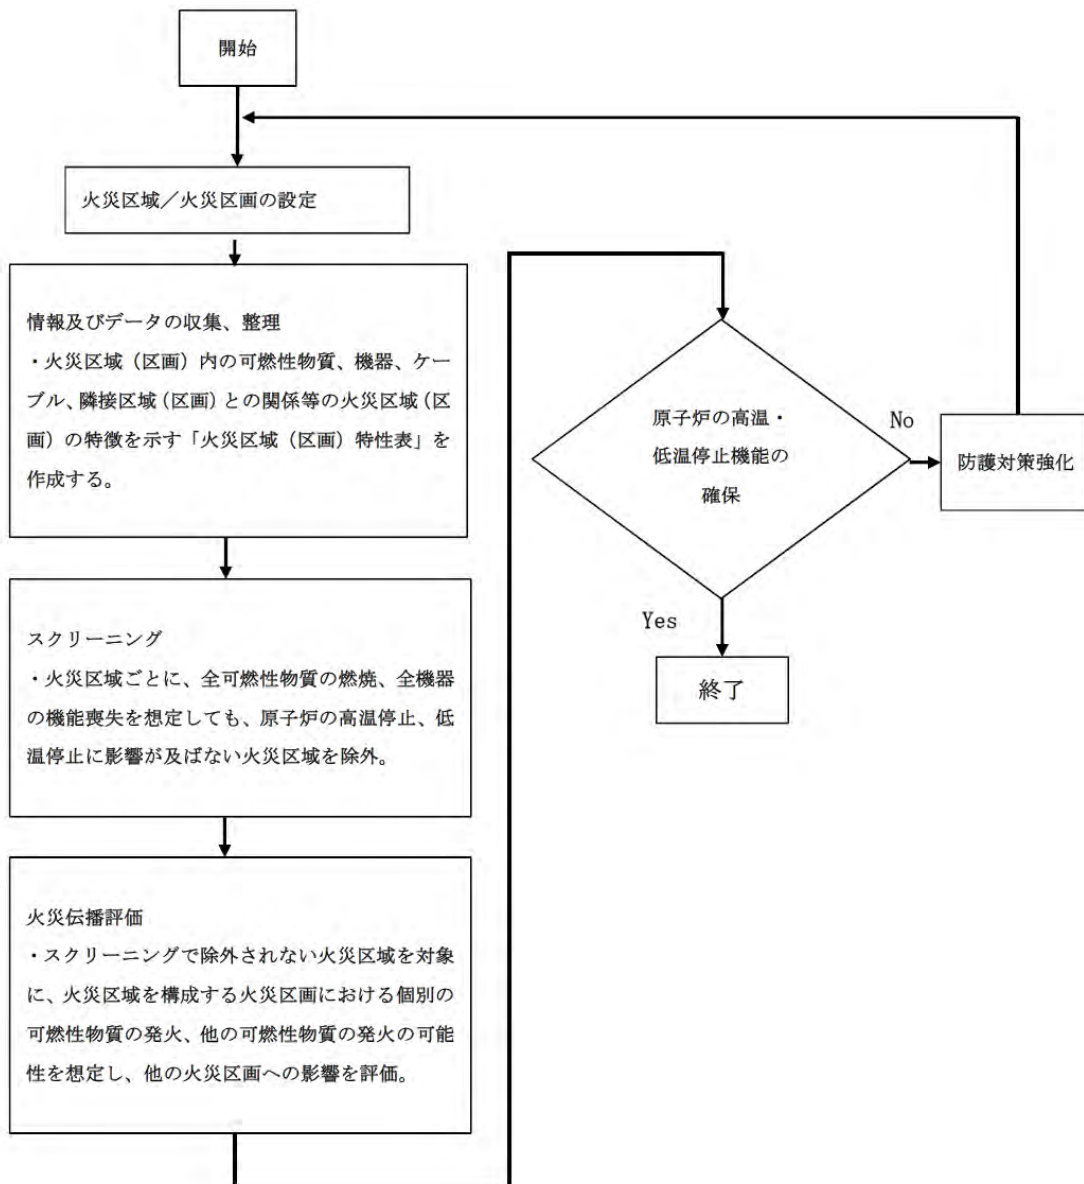 開始
火災区域／火災区画の設定
情報及びデータの収集、整理
・火災区域（区画）内の可燃性物質、機器、ケー
ブル、隣接区域（区画）との関係等の火災区域（区
画）の特徴を示す「火災区域（区画）特性表」を
作成する。
スクリーニング
・火災区域ごとに、全可燃性物質の燃焼、全機器
の機能喪失を想定しても、原子炉の高温停止、低
温停止に影響が及ばない火災区域を除外。
火災伝播評価
・スクリーニングで除外されない火災区域を対象
に、火災区域を構成する火災区画における個別の
可燃性物質の発火、他の可燃性物質の発火の可能
性を想定し、他の火災区画への影響を評価。
原子炉の高温・
低温停止機能の
確保
No
防護対策強化
Yes
終了